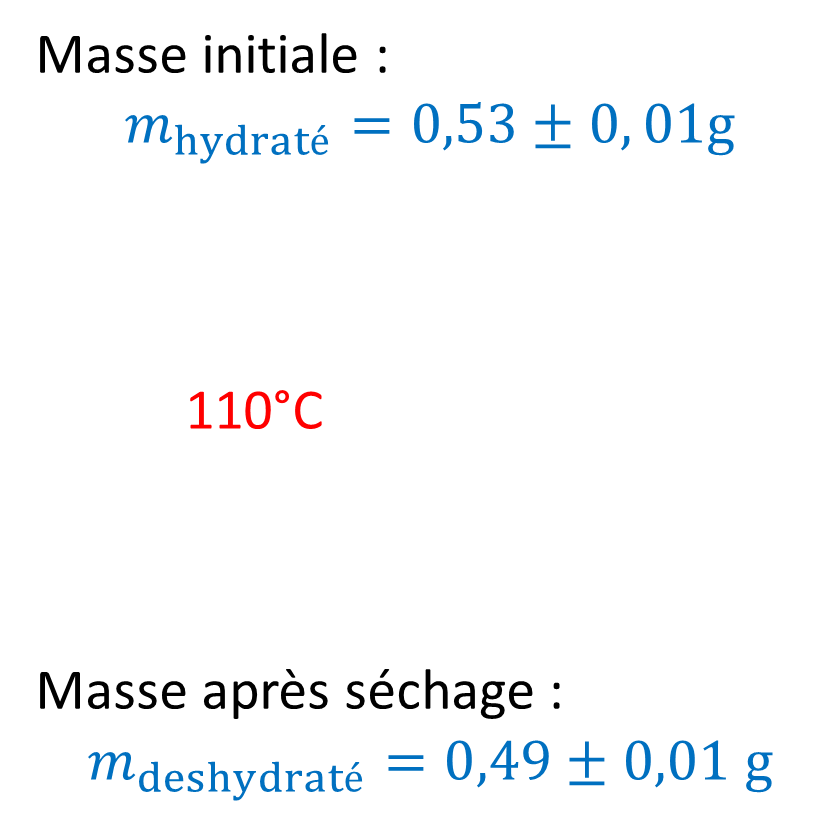 Masse initiale :
m_hydraté = 0,53 ± 0, 01g
110°C
Masse après séchage :
m_deshydraté = 0,49 ± 0,01 g